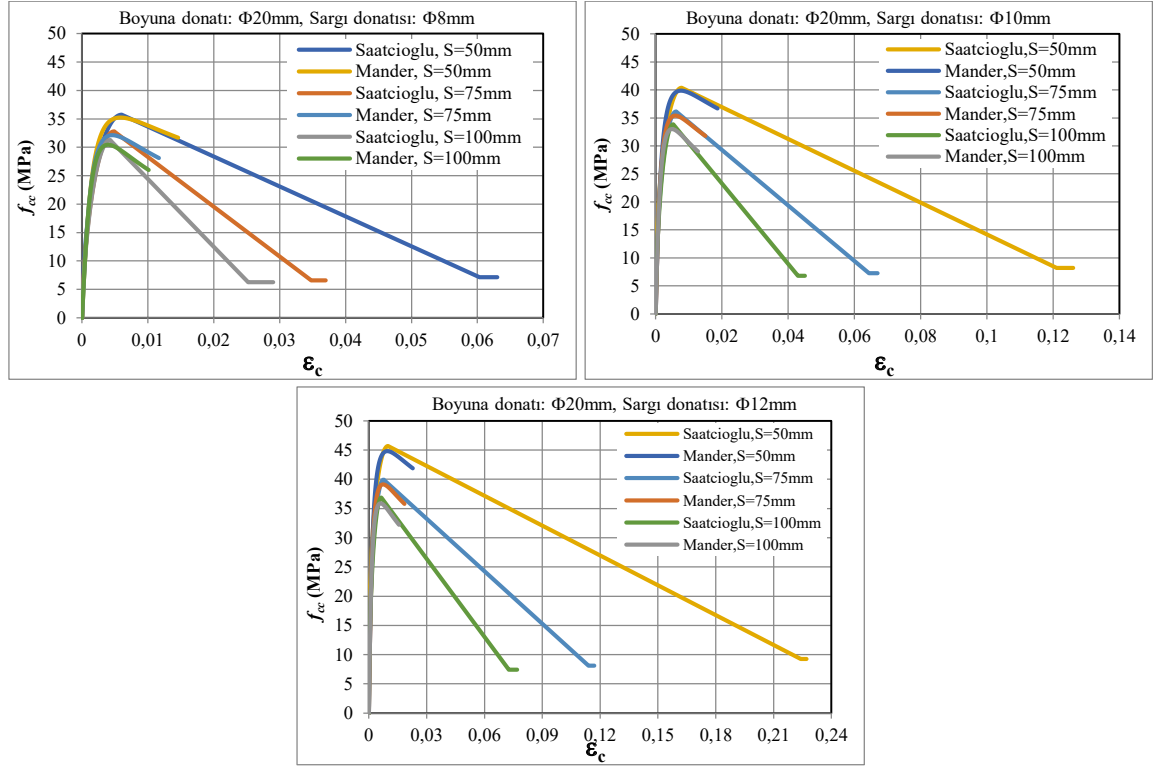 Boyuna donatı: Φ20mm, Sargı donatısı: Φ8mm
50
45
40
35
30
25
20
15
10
5
0
f_cc (MPa)
Saatcioglu, S=50mm
Mander, S=50mm
Saatcioglu, S=75mm
Mander, S=75mm
Saatcioglu, S=100mm
Mander, S=100mm
0 0,01 0,02 0,03 0,04 0,05 0,06 0,07
ε_c
Boyuna donatı: Φ20mm, Sargı donatısı: Φ10mm
50
45
40
35
30
25
20
15
10
5
0
f_cc (MPa)
Saatcioglu,S=50mm
Mander,S=50mm
Saatcioglu,S=75mm
Mander,S=75mm
Saatcioglu,S=100mm
Mander,S=100mm
0 0,02 0,04 0,06 0,08 0,1 0,12 0,14
ε_c
Boyuna donatı: Φ20mm, Sargı donatısı: Φ12mm
50
45
40
35
30
25
20
15
10
5
0
f_cc (MPa)
Saatcioglu,S=50mm
Mander,S=50mm
Saatcioglu,S=75mm
Mander,S=75mm
Saatcioglu,S=100mm
Mander,S=100mm
0 0,03 0,06 0,09 0,12 0,15 0,18 0,21 0,24
ε_c